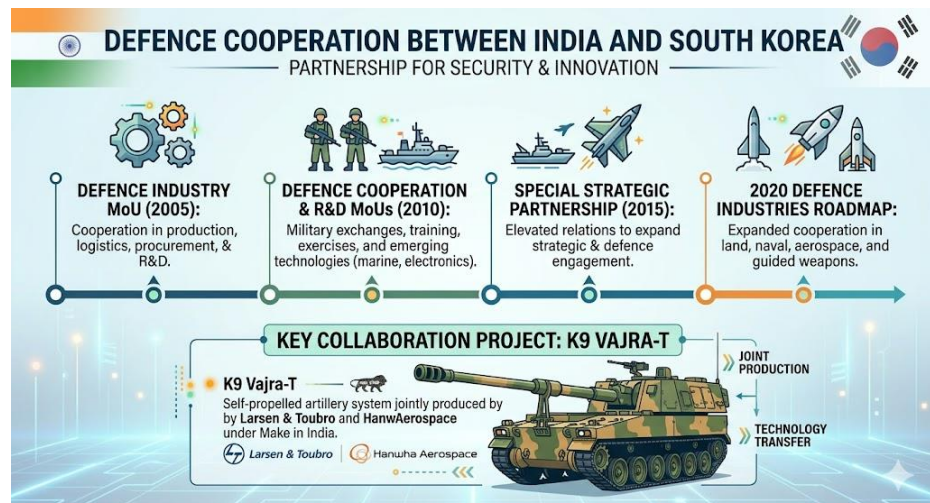 DEFENCE COOPERATION BETWEEN INDIA AND SOUTH KOREA
PARTNERSHIP FOR SECURITY & INNOVATION
DEFENCE INDUSTRY
MoU (2005):
Cooperation in production,
logistics, procurement, &
R&D.
DEFENCE COOPERATION
& R&D MoUs (2010):
Military exchanges, training,
exercises, and emerging
technologies (marine, electronics).
SPECIAL STRATEGIC
PARTNERSHIP (2015):
Elevated relations to expand
strategic & defence
engagement.
2020 DEFENCE
INDUSTRIES ROADMAP:
Expanded cooperation in
land, naval, aerospace, and
guided weapons.
KEY COLLABORATION PROJECT: K9 VAJRA-T
K9 Vajra-T
Self-propelled artillery system jointly produced by
by Larsen & Toubro and HanwAerospace
under Make in India.
Larsen & Toubro
Hanwha Aerospace
JOINT
PRODUCTION
TECHNOLOGY
TRANSFER